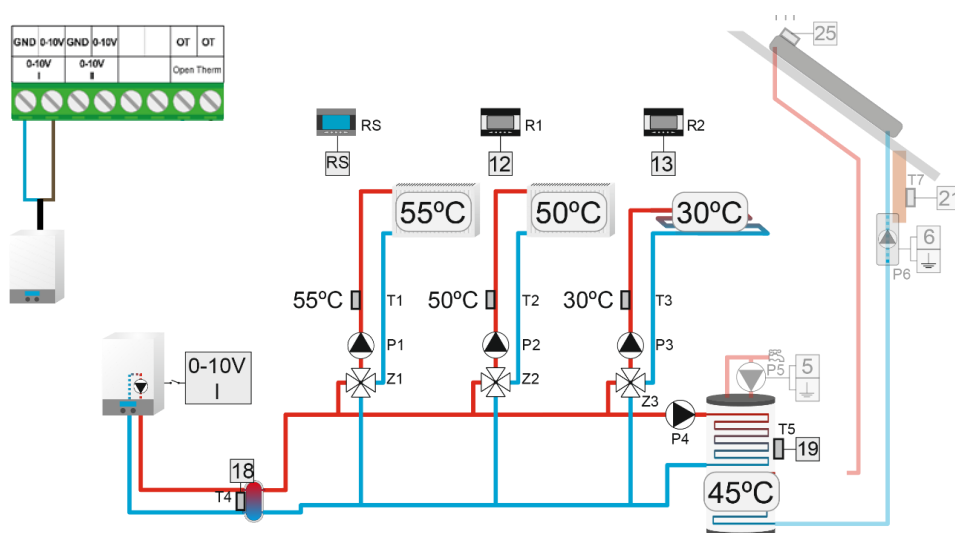 GND 0-10V GND 0-10V OT OT
0-10V I 0-10V II Open Therm
25
RS R1 R2
RS 12 13
T7
21
55ºC 50ºC 30ºC
6
P6
55ºC T1 50ºC T2 30ºC T3
P1 P2 P3
P5 5
0-10V
I
Z1 Z2 Z3
P4 T5
19
18
T4
45ºC